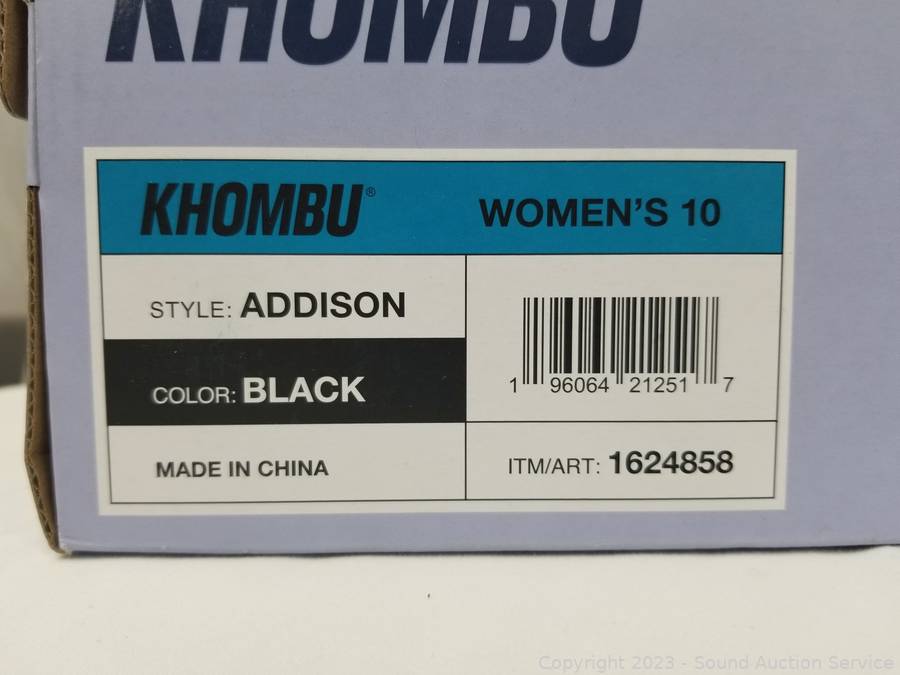 KHOMBU
KHOMBU®
WOMEN'S 10
STYLE: ADDISON
COLOR: BLACK
MADE IN CHINA
1 96064 21251 7
ITM/ART: 1624858
Copyright 2023 - Sound Auction Service